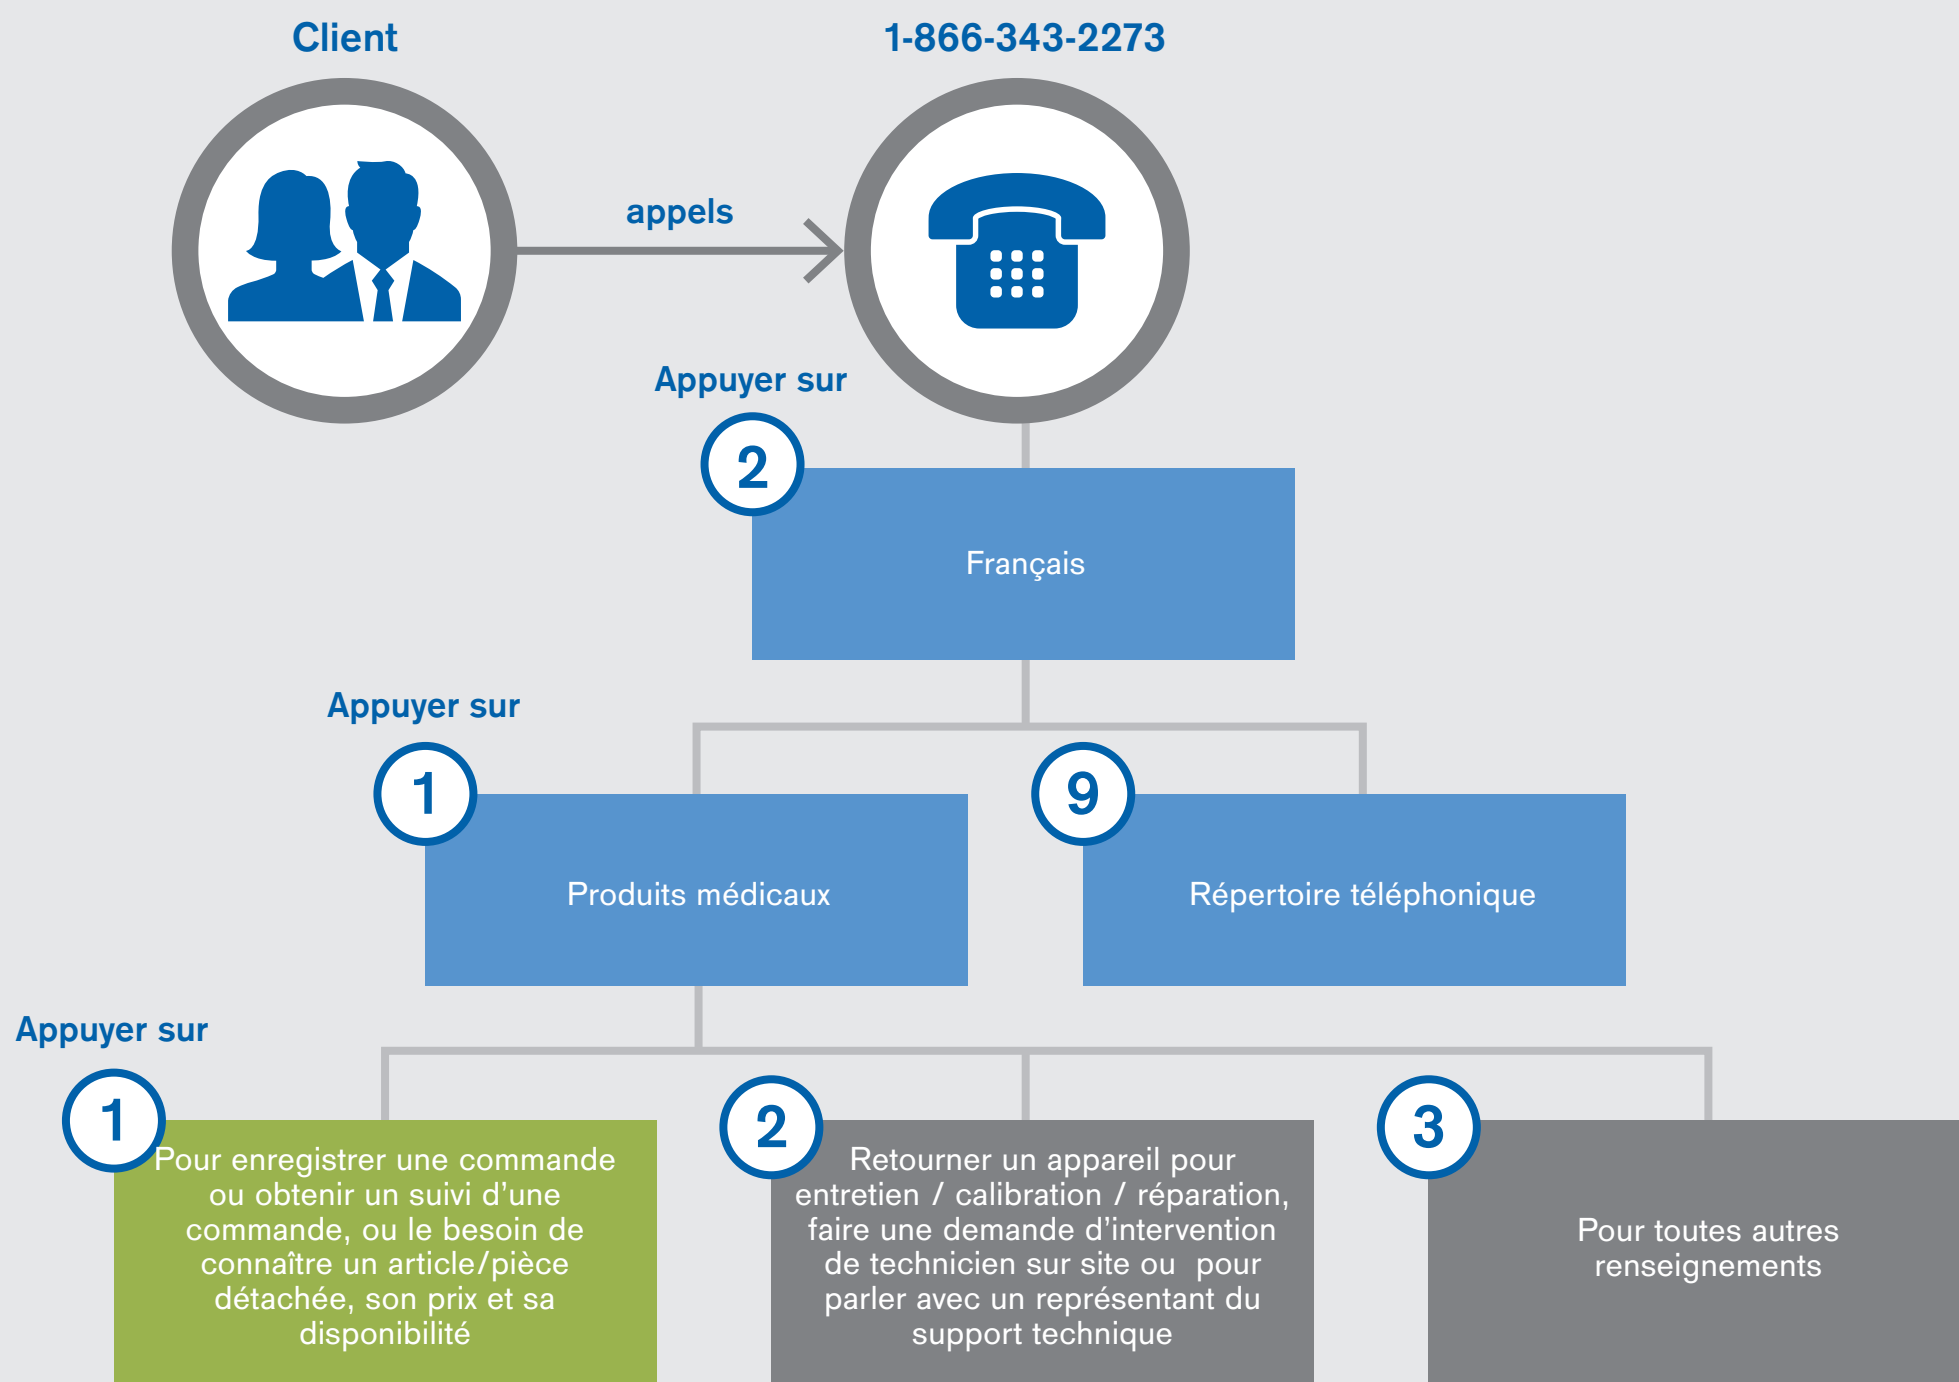 Client
1-866-343-2273
appels
Appuyer sur
2
Français
Appuyer sur
1
9
Produits médicaux
Répertoire téléphonique
Appuyer sur
1
Pour enregistrer une commande
ou obtenir un suivi d’une
commande, ou le besoin de
connaître un article/pièce
détachée, son prix et sa
disponibilité
2
Retourner un appareil pour
entretien / calibration / réparation,
faire une demande d’intervention
de technicien sur site ou  pour
parler avec un représentant du
support technique
3
Pour toutes autres
renseignements